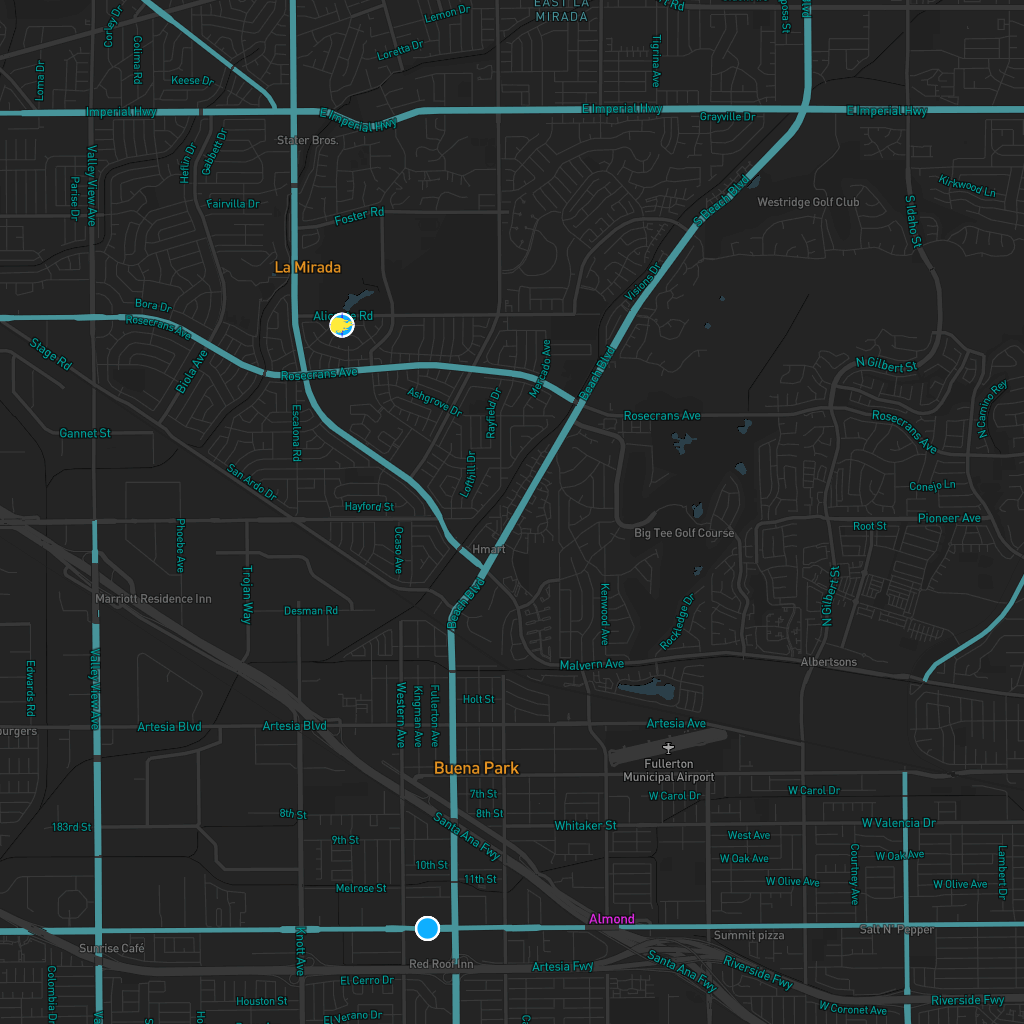 EAST LA
MIRADA
Lemon Dr
Corley Dr
Colima Rd
Loretta Dr
Tigrina Ave
Keese Dr
Loma Dr
Imperial Hwy
E Imperial Hwy
E Imperial Hwy
E Imperial Hwy
Grayville Dr
Stater Bros.
Gabbett Dr
Valley View Ave
Parise Dr
Fairvilla Dr
Foster Rd
S Beach Blvd
Westridge Golf Club
Kirkwood Ln
S Idaho St
La Mirada
Visions Dr
Bora Dr
Rosecrans Ave
Stage Rd
Biola Ave
Rosecrans Ave
Mercado Ave
Beach Blvd
N Gilbert St
Ashgrove Dr
Rayfield Dr
Rosecrans Ave
Rosecrans Ave
N Camino Rey
Escalona Rd
Gannet St
San Ardo Dr
Lofthill Dr
Conejo Ln
Hayford St
Pioneer Ave
Root St
Phoebe Ave
Ocaso Ave
Hmart
Big Tee Golf Course
Trojan Way
Marriott Residence Inn
Desman Rd
Beach Blvd
Kenwood Ave
Rockledge Dr
N Gilbert St
Malvern Ave
Albertsons
Edwards Rd
Valley View Ave
Western Ave
Kingman Ave
Fullerton Ave
Holt St
Artesia Blvd
Artesia Blvd
Artesia Ave
burgers
Buena Park
Fullerton
Municipal Airport
7th St
W Carol Dr
W Carol Dr
8th St
8th St
183rd St
Whitaker St
W Valencia Dr
9th St
Santa Ana Fwy
West Ave
W Oak Ave
W Oak Ave
Courtney Ave
Lambert Dr
10th St
11th St
W Olive Ave
W Olive Ave
Melrose St
Almond
Summit pizza
Salt N' Pepper
Sunrise Café
Knott Ave
Red Roof Inn
Artesia Fwy
Santa Ana Fwy
Riverside Fwy
El Cerro Dr
Columbia Dr
Houston St
Riverside Fwy
W Coronet Ave
El Verano Dr